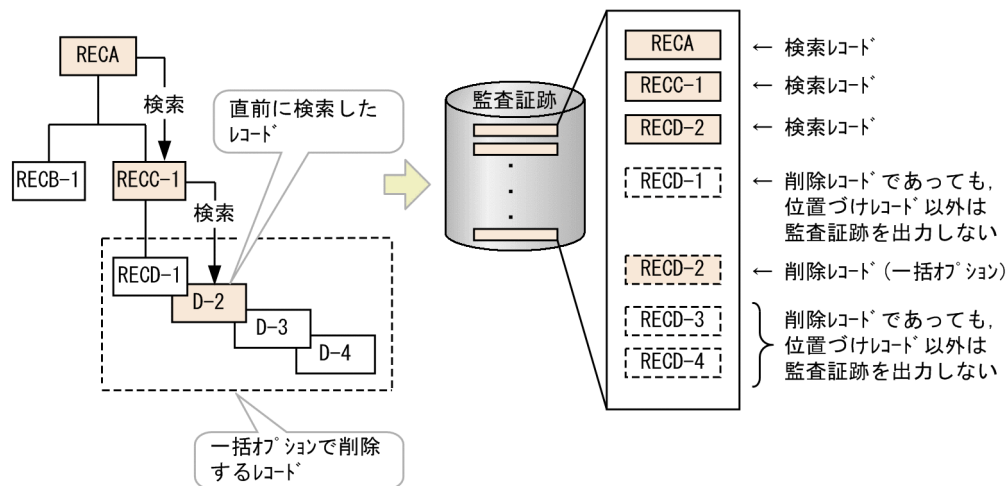 RECA
検索
RECB-1
RECC-1
検索
直前に検索した
ﾚｺｰﾄﾞ
RECD-1
D-2
D-3
D-4
一括ｵﾌﾟｼｮﾝで削除
するﾚｺｰﾄﾞ
監査証跡
・
・
・
RECA
← 検索ﾚｺｰﾄﾞ
RECC-1
← 検索ﾚｺｰﾄﾞ
RECD-2
← 検索ﾚｺｰﾄﾞ
RECD-1
← 削除ﾚｺｰﾄﾞであっても，
位置づけﾚｺｰﾄﾞ以外は
監査証跡を出力しない
RECD-2
← 削除ﾚｺｰﾄﾞ(一括ｵﾌﾟｼｮﾝ)
RECD-3
RECD-4
削除ﾚｺｰﾄﾞであっても，
位置づけﾚｺｰﾄﾞ以外は
監査証跡を出力しない